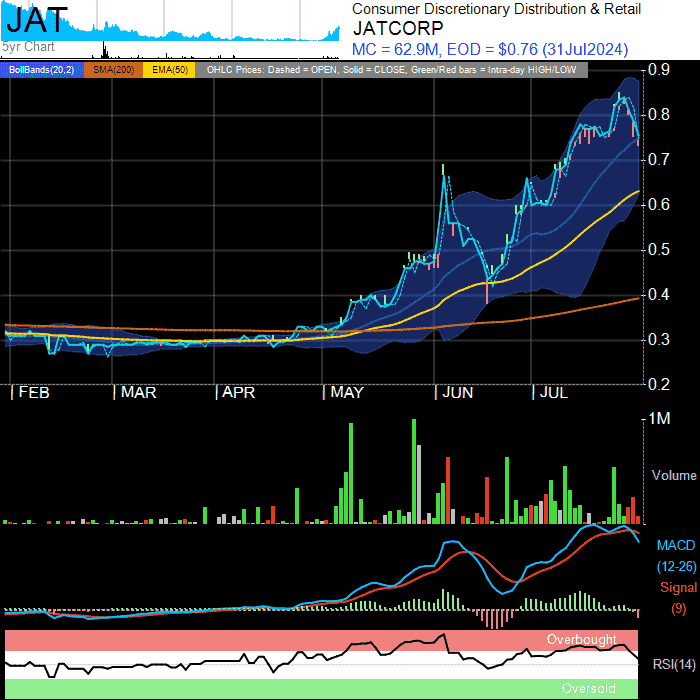 JAT
5yr Chart
Consumer Discretionary Distribution & Retail
JATCORP
MC = 62.9M, EOD = $0.76 (31Jul2024)
BollBands(20,2) SMA(200) EMA(50) OHLC Prices: Dashed = OPEN, Solid = CLOSE, Green/Red bars = Intra-day HIGH/LOW
0.9
0.8
0.7
0.6
0.5
0.4
0.3
0.2
FEB MAR APR MAY JUN JUL
1M
Volume
MACD
(12-26)
Signal
(9)
Overbought
RSI(14)
Oversold